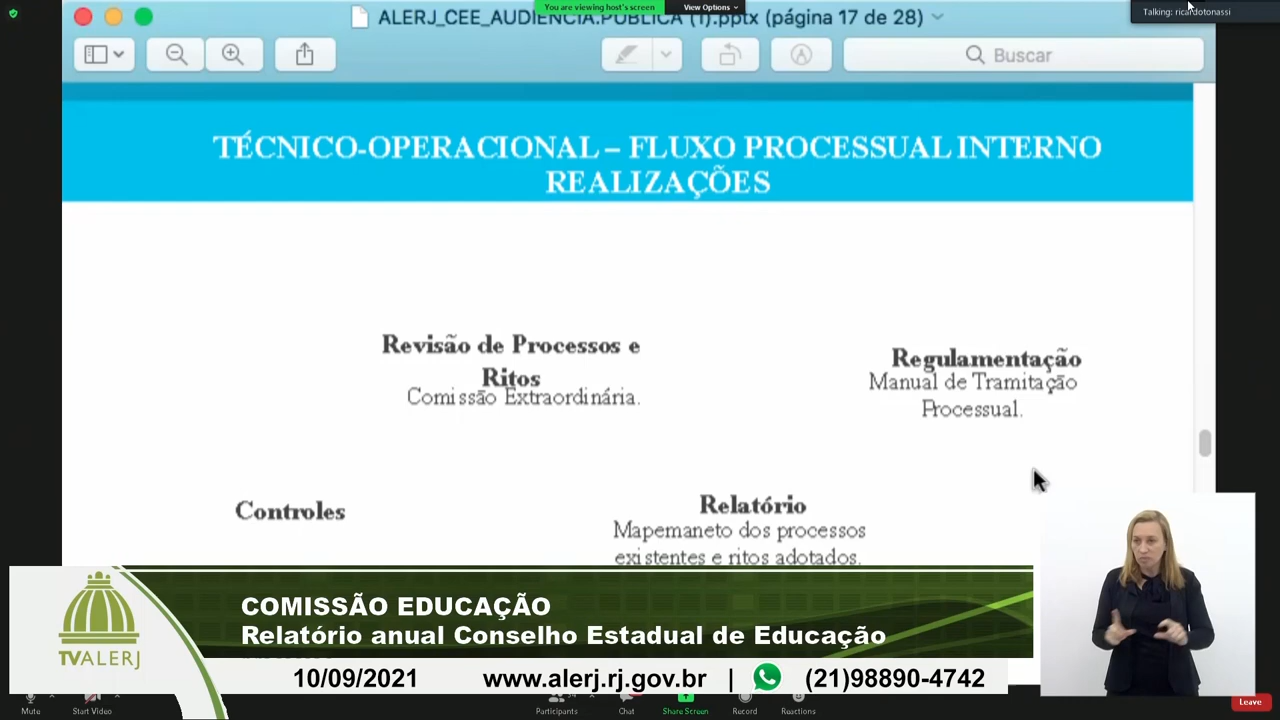 You are viewing host's screen
View Options
Talking: ricardotonassi
ALERJ_CEE_AUDIENCIA.PUBLICA (1).pptx (página 17 de 28)
Buscar
TÉCNICO-OPERACIONAL – FLUXO PROCESSUAL INTERNO
REALIZAÇÕES
Revisão de Processos e
Ritos
Comissão Extraordinária.
Regulamentação
Manual de Tramitação
Processual.
Controles
Relatório
Mapemaneto dos processos
existentes e ritos adotados.
TVALERJ
COMISSÃO EDUCAÇÃO
Relatório anual Conselho Estadual de Educação
10/09/2021 www.alerj.rj.gov.br | (21)98890-4742
Mute
Start Video
Participants
Chat
Share Screen
Record
Reactions
Leave